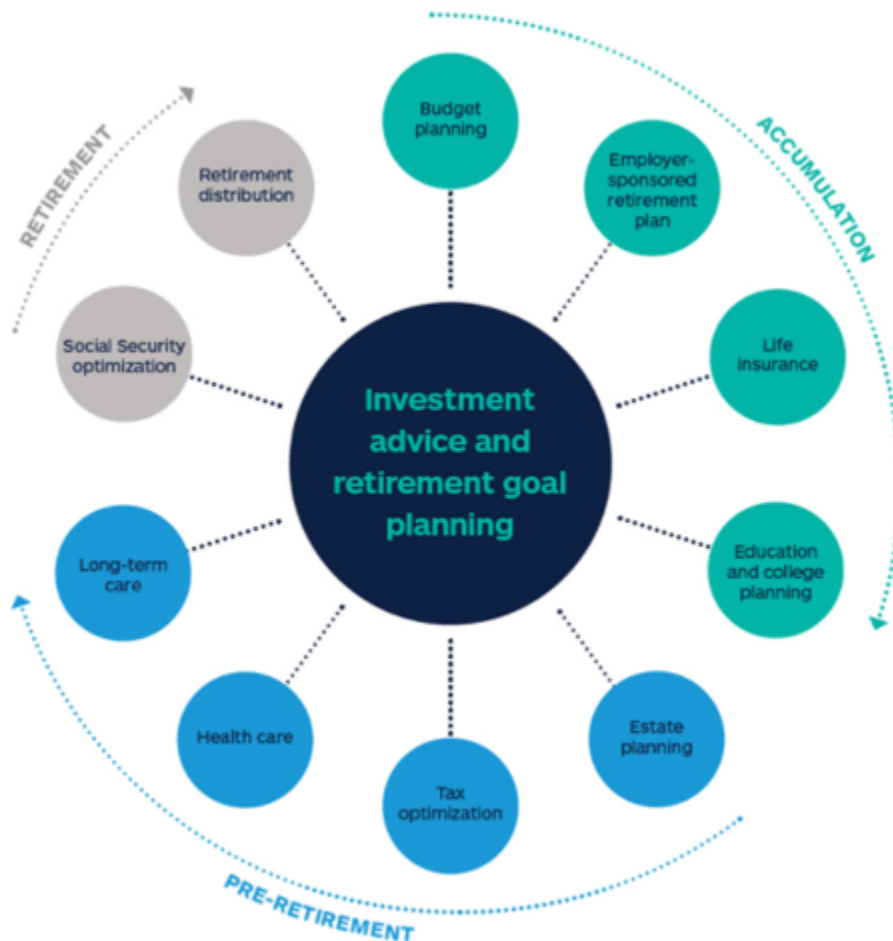 Budget
planning
Employer-
sponsored
retirement
plan
ACCUMULATION
Life
insurance
Education
and college
planning
Estate
planning
Tax
optimization
PRE-RETIREMENT
Health care
Long-term
care
Social Security
optimization
RETIREMENT
Retirement
distribution
Investment
advice and
retirement goal
planning